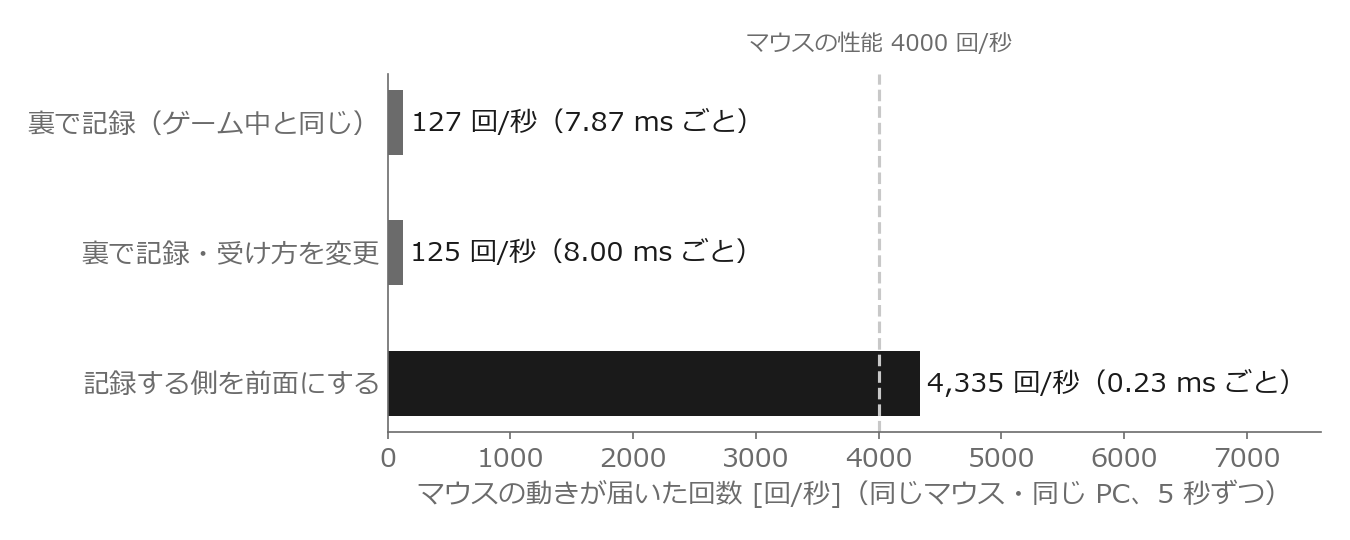 マウスの性能 4000 回/秒
裏で記録（ゲーム中と同じ） 127 回/秒（7.87 ms ごと）
裏で記録・受け方を変更 125 回/秒（8.00 ms ごと）
記録する側を前面にする 4,335 回/秒（0.23 ms ごと）
0 1000 2000 3000 4000 5000 6000 7000
マウスの動きが届いた回数 [回/秒]（同じマウス・同じ PC、5 秒ずつ）